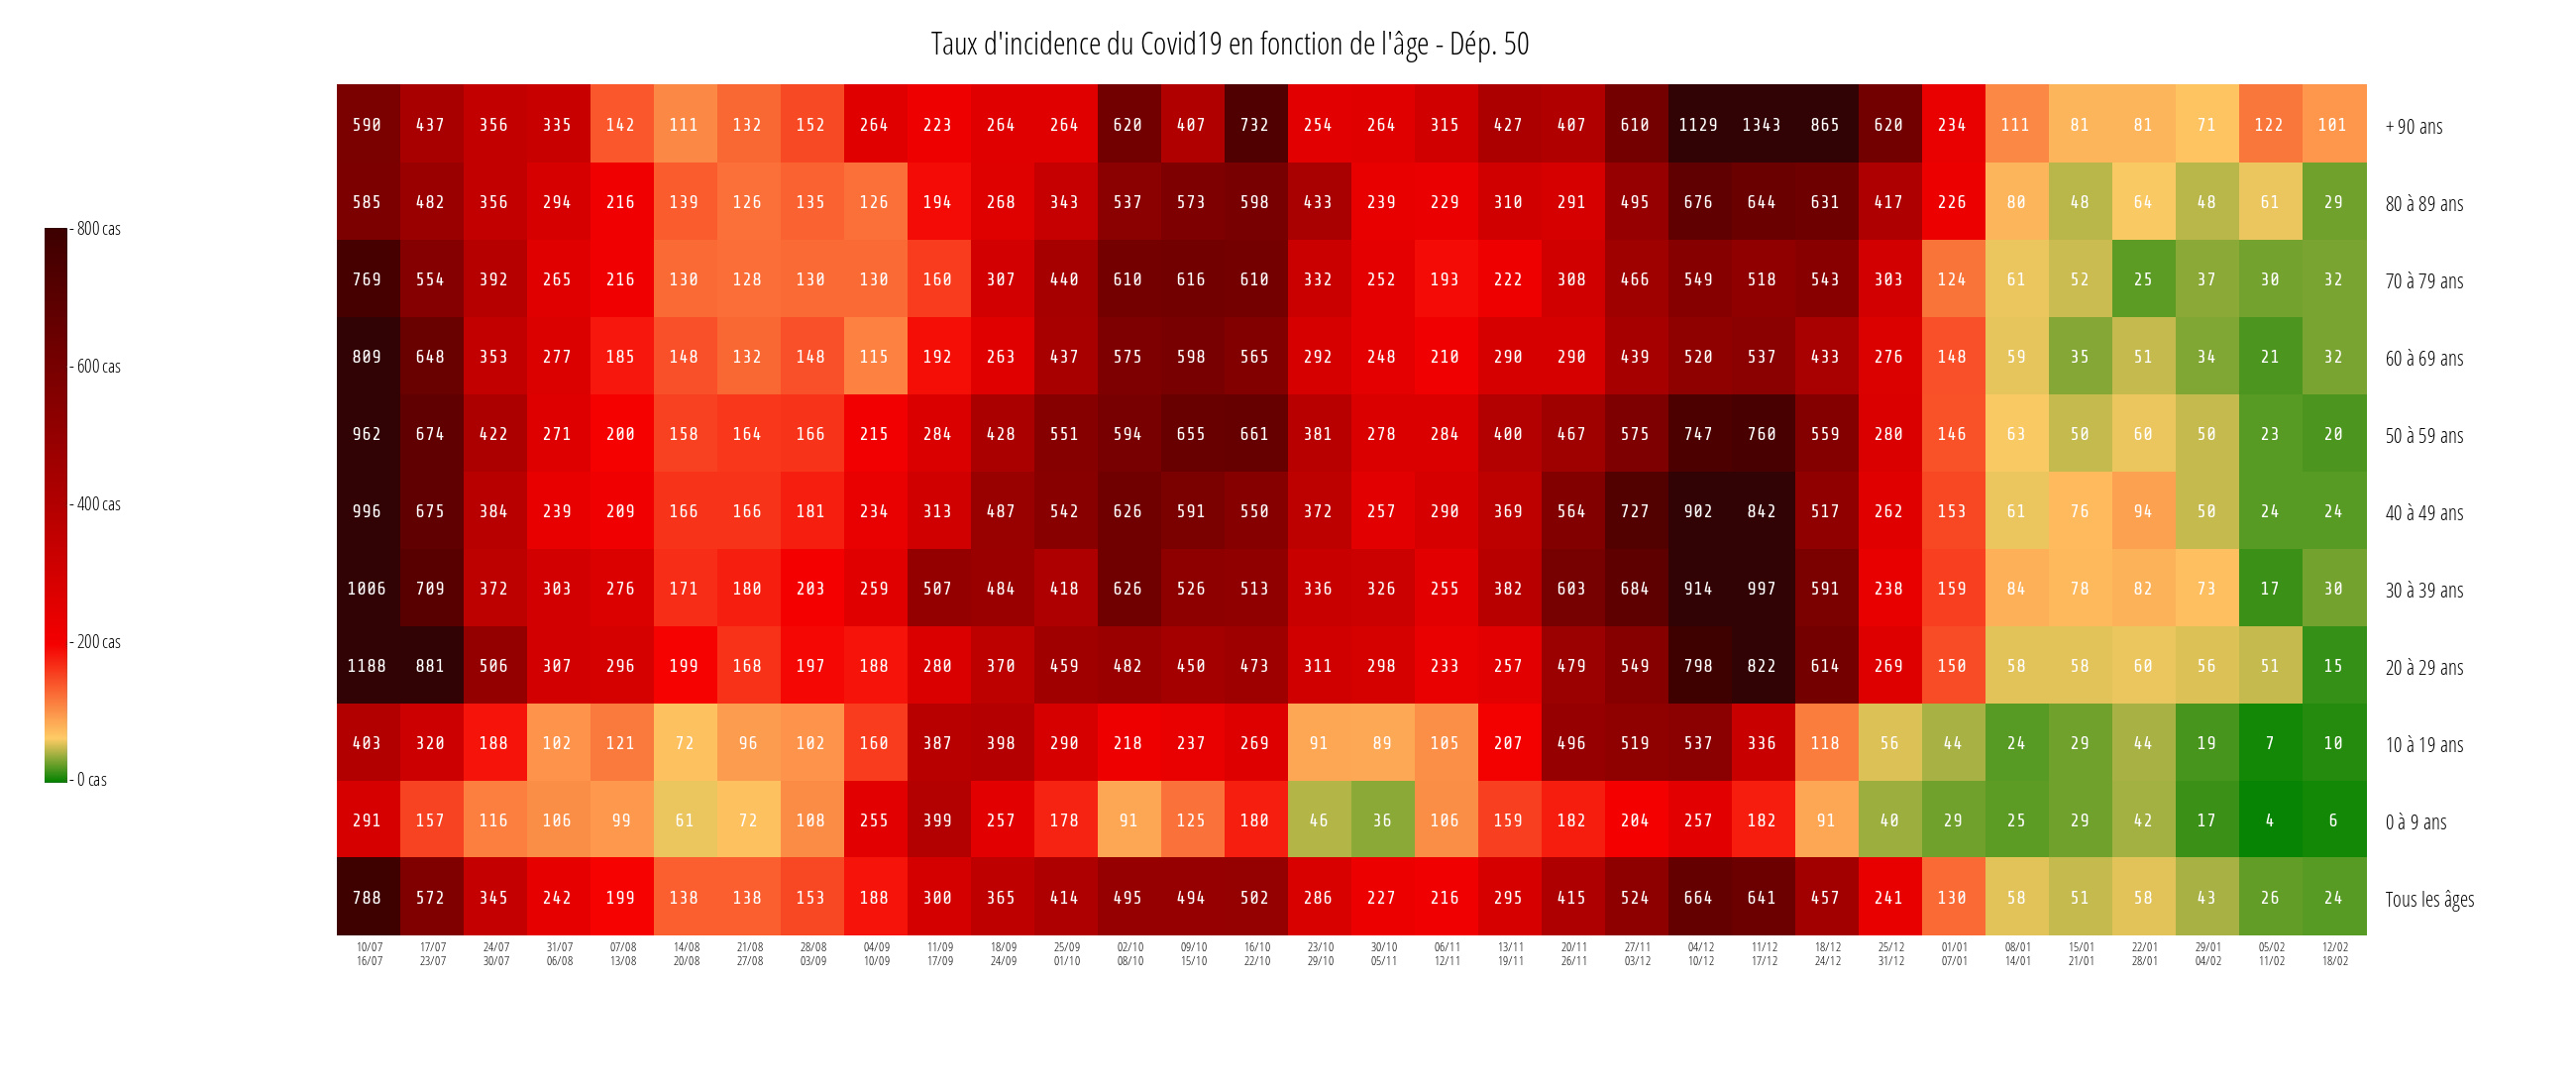 Taux d'incidence du Covid19 en fonction de l'âge - Dép. 50
590 437 356 335 142 111 132 152 264 223 264 264 620 407 732 254 264 315 427 407 610 1129 1343 865 620 234 111 81 81 71 122 101 + 90 ans
585 482 356 294 216 139 126 135 126 194 268 343 537 573 598 433 239 229 310 291 495 676 644 631 417 226 80 48 64 48 61 29 80 à 89 ans
- 800 cas
769 554 392 265 216 130 128 130 130 160 307 440 610 616 610 332 252 193 222 308 466 549 518 543 303 124 61 52 25 37 30 32 70 à 79 ans
809 648 353 277 185 148 132 148 115 192 263 437 575 598 565 292 248 210 290 290 439 520 537 433 276 148 59 35 51 34 21 32 60 à 69 ans
- 600 cas
962 674 422 271 200 158 164 166 215 284 428 551 594 655 661 381 278 284 400 467 575 747 760 559 280 146 63 50 60 50 23 20 50 à 59 ans
- 400 cas
996 675 384 239 209 166 166 181 234 313 487 542 626 591 550 372 257 290 369 564 727 902 842 517 262 153 61 76 94 50 24 24 40 à 49 ans
1006 709 372 303 276 171 180 203 259 507 484 418 626 526 513 336 326 255 382 603 684 914 997 591 238 159 84 78 82 73 17 30 30 à 39 ans
- 200 cas
1188 881 506 307 296 199 168 197 188 280 370 459 482 450 473 311 298 233 257 479 549 798 822 614 269 150 58 58 60 56 51 15 20 à 29 ans
403 320 188 102 121 72 96 102 160 387 398 290 218 237 269 91 89 105 207 496 519 537 336 118 56 44 24 29 44 19 7 10 10 à 19 ans
- 0 cas
291 157 116 106 99 61 72 108 255 399 257 178 91 125 180 46 36 106 159 182 204 257 182 91 40 29 25 29 42 17 4 6 0 à 9 ans
788 572 345 242 199 138 138 153 188 300 365 414 495 494 502 286 227 216 295 415 524 664 641 457 241 130 58 51 58 43 26 24 Tous les âges
10/07 17/07 24/07 31/07 07/08 14/08 21/08 28/08 04/09 11/09 18/09 25/09 02/10 09/10 16/10 23/10 30/10 06/11 13/11 20/11 27/11 04/12 11/12 18/12 25/12 01/01 08/01 15/01 22/01 29/01 05/02 12/02
16/07 23/07 30/07 06/08 13/08 20/08 27/08 03/09 10/09 17/09 24/09 01/10 08/10 15/10 22/10 29/10 05/11 12/11 19/11 26/11 03/12 10/12 17/12 24/12 31/12 07/01 14/01 21/01 28/01 04/02 11/02 18/02